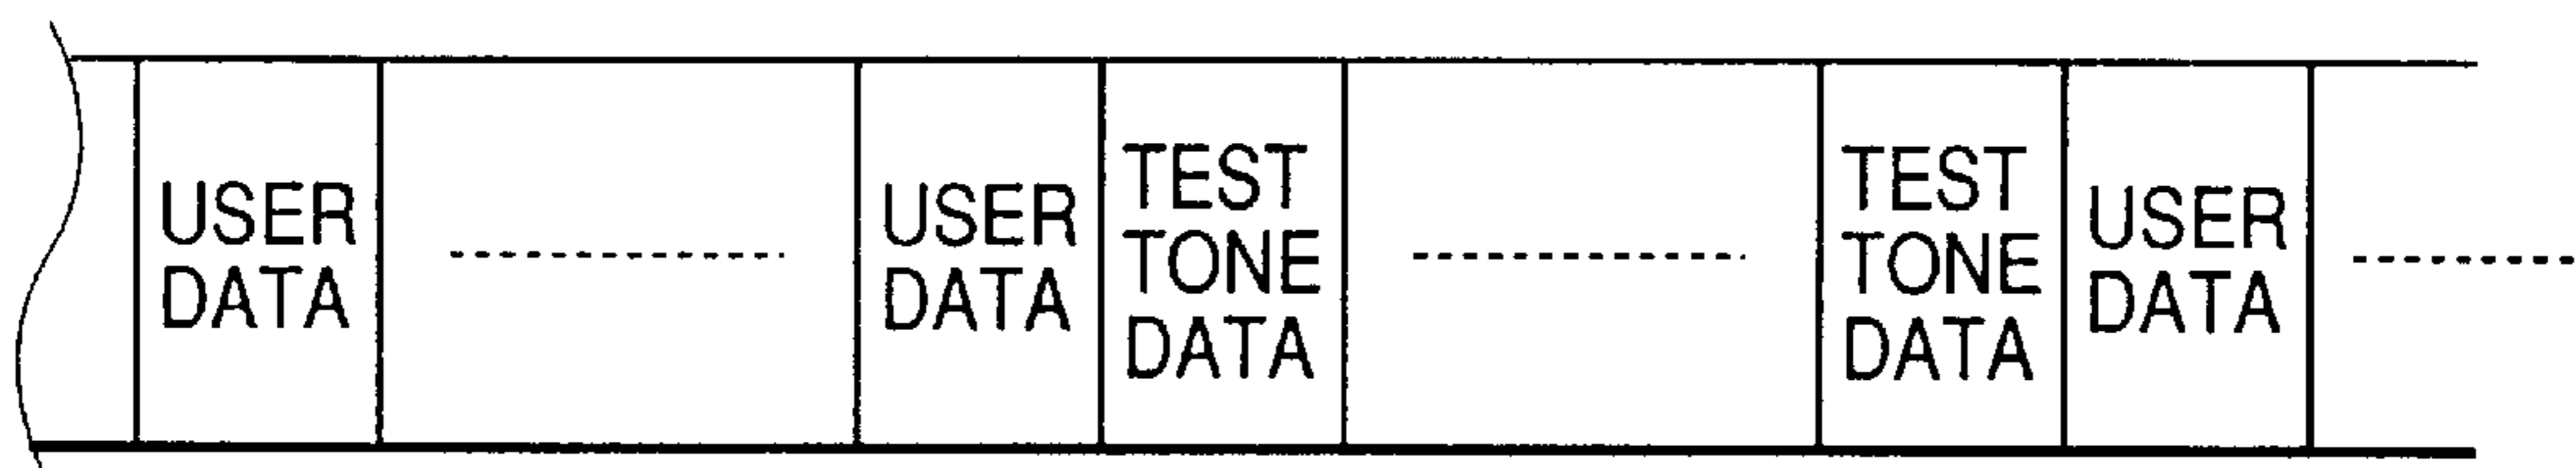 USER
DATA
USER
DATA
TEST
TONE
DATA
TEST
TONE
DATA
USER
DATA